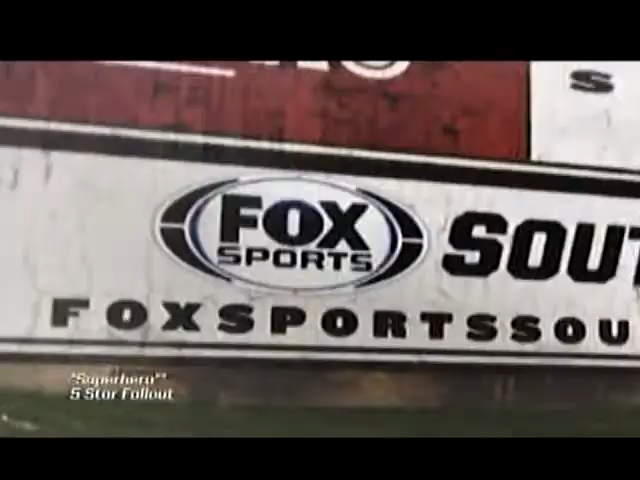 S
FOX
SPORTS
SOUT
FOXSPORTSSOU
"Superhero"
5 Star Fallout